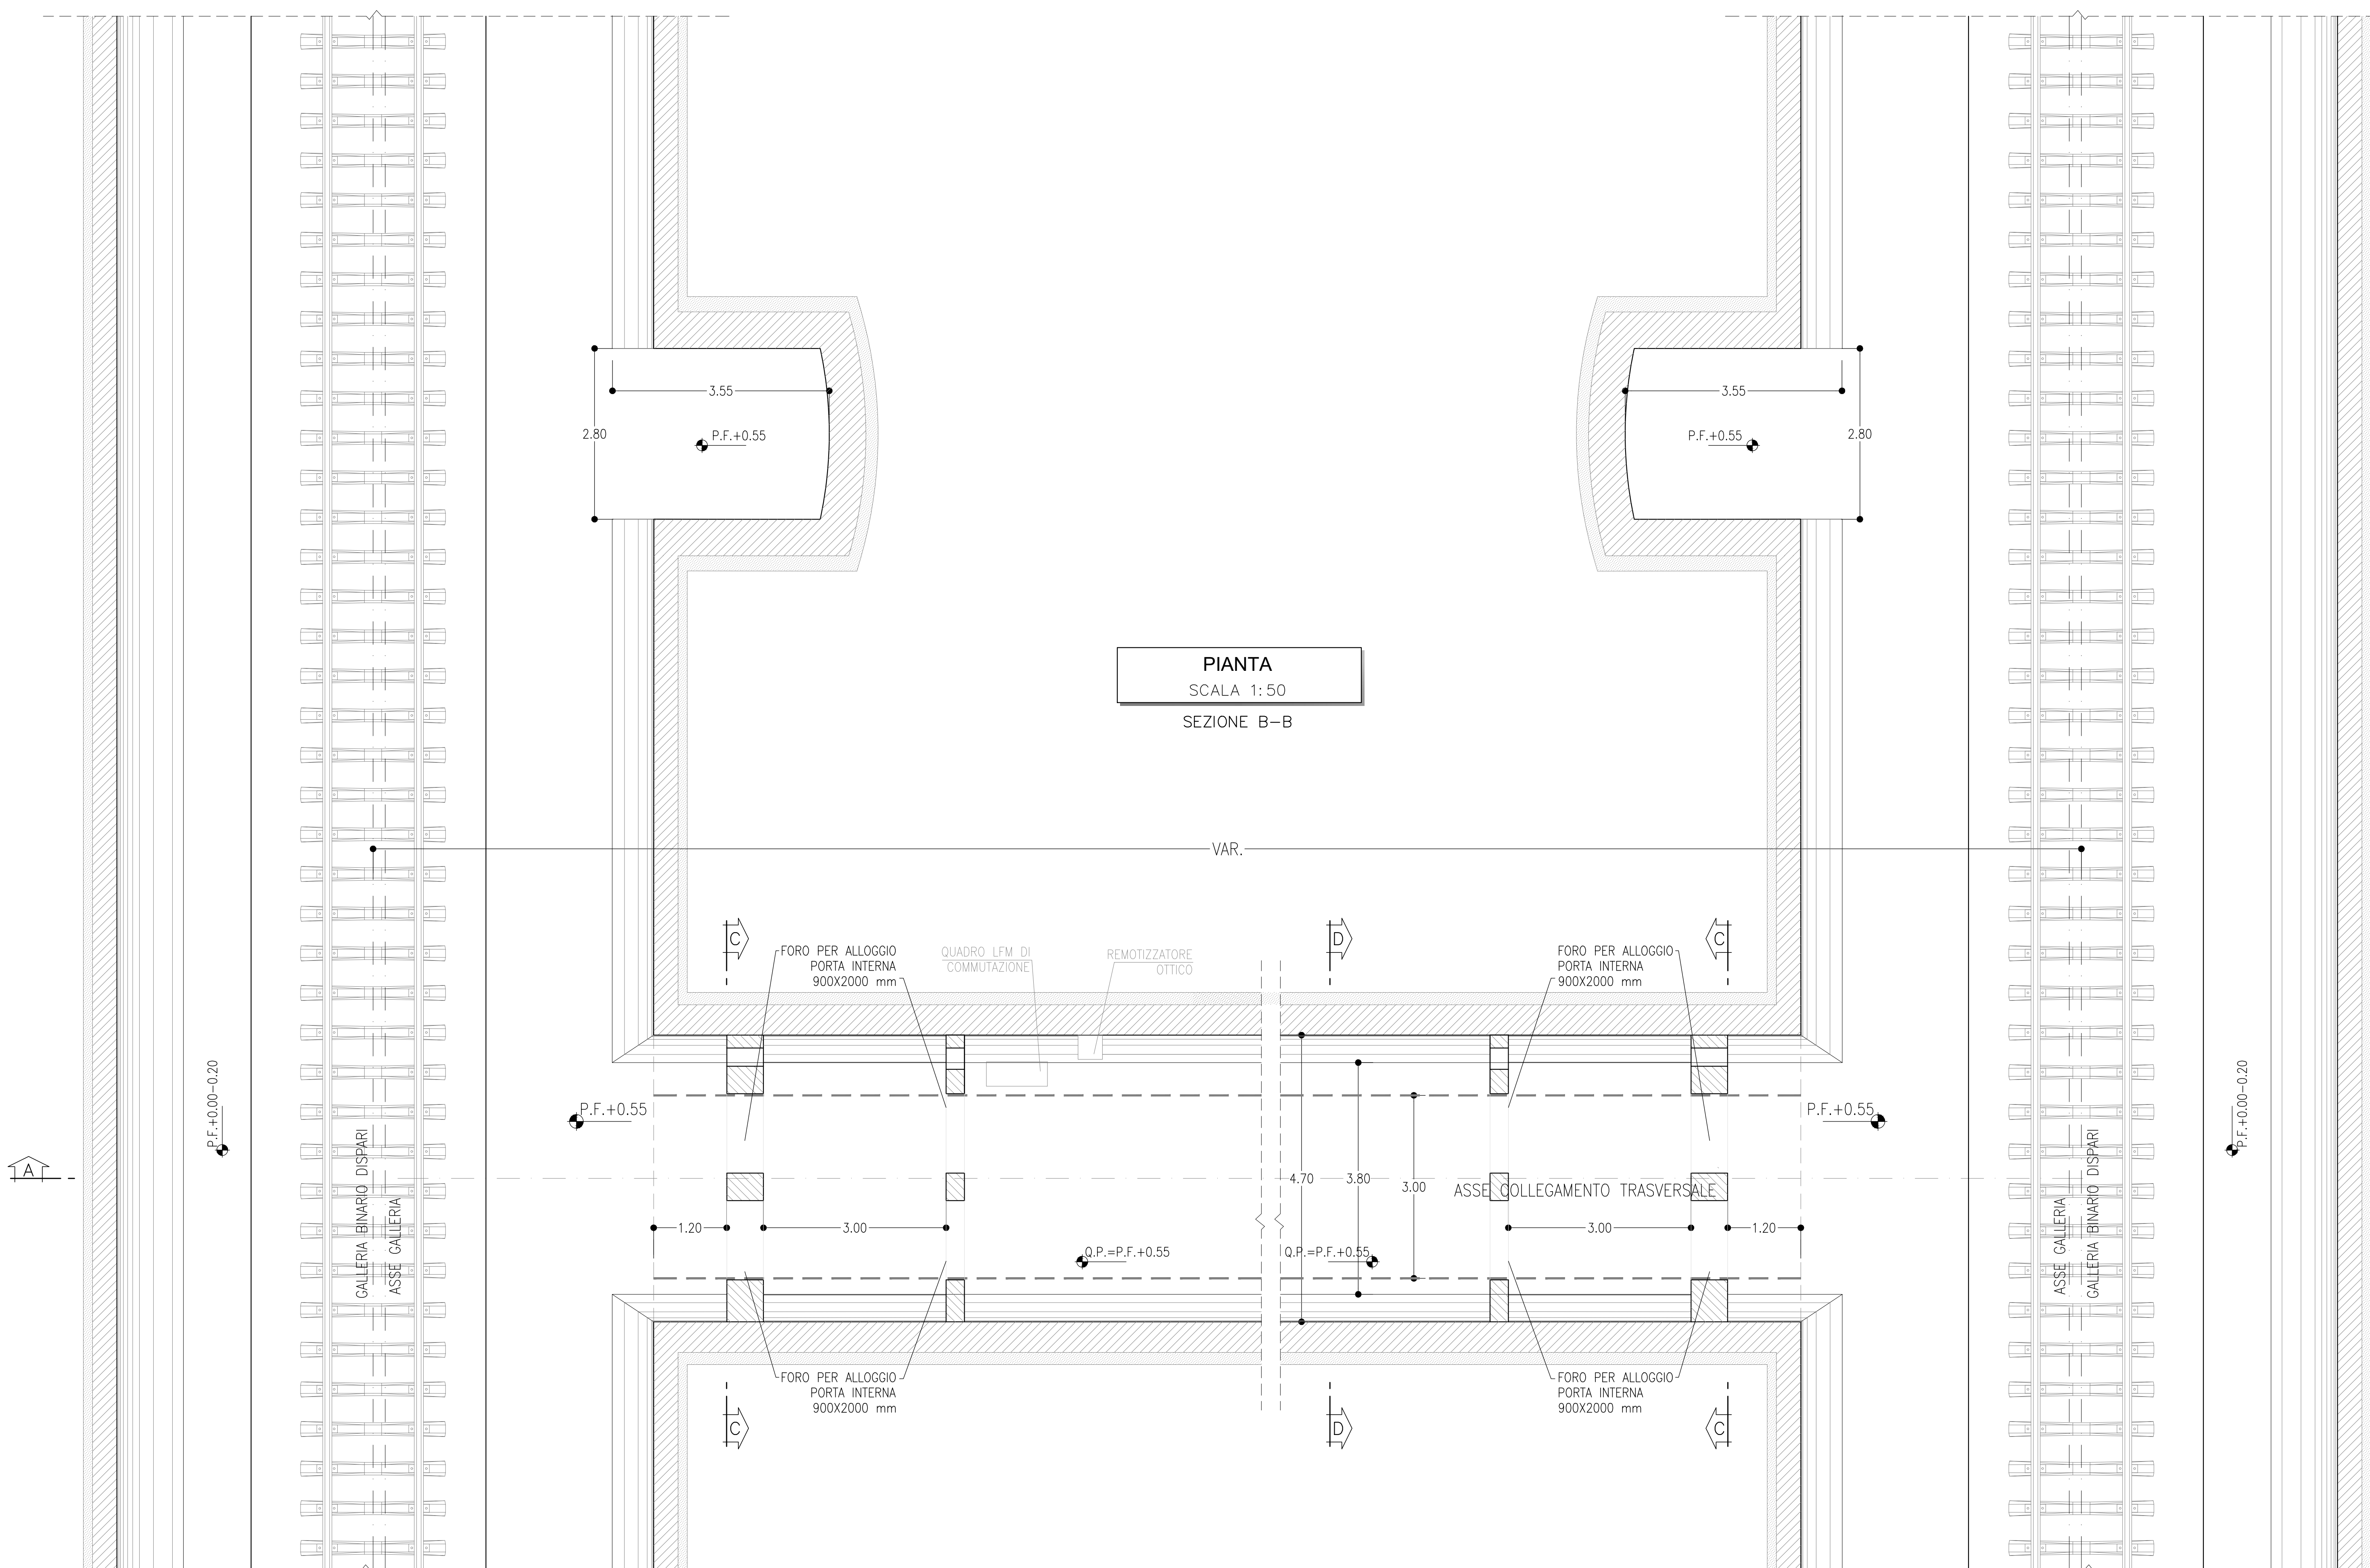 3.55
3.55
2.80
P.F.+0.55
P.F.+0.55
2.80
PIANTA
SCALA 1:50
SEZIONE B-B
VAR.
C
D
C
FORO PER ALLOGGIO
PORTA INTERNA
900X2000 mm
QUADRO LFM DI
COMMUTAZIONE
REMOTIZZATORE
OTTICO
FORO PER ALLOGGIO
PORTA INTERNA
900X2000 mm
P.F.+0.00-0.20
P.F.+0.55
P.F.+0.55
P.F.+0.00-0.20
A
GALLERIA BINARIO DISPARI
ASSE GALLERIA
4.70
3.80
3.00
ASSE COLLEGAMENTO TRASVERSALE
ASSE GALLERIA
GALLERIA BINARIO DISPARI
1.20
3.00
3.00
1.20
Q.P.=P.F.+0.55
Q.P.=P.F.+0.55
FORO PER ALLOGGIO
PORTA INTERNA
900X2000 mm
FORO PER ALLOGGIO
PORTA INTERNA
900X2000 mm
C
D
C